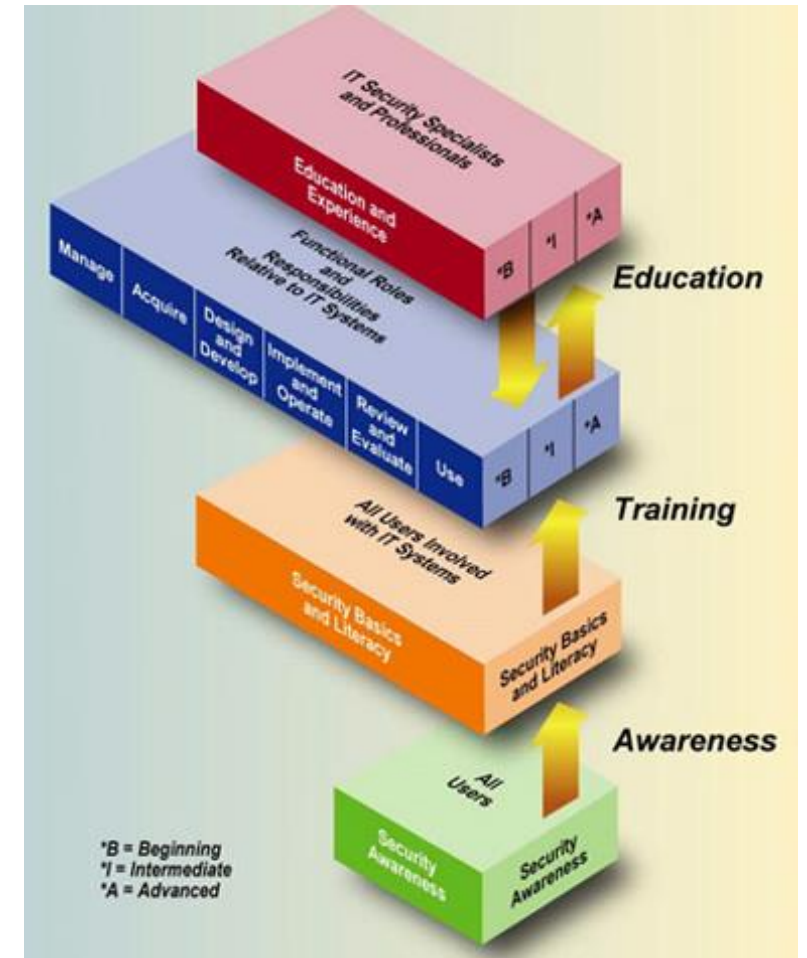 IT Security Specialists
and Professionals
Education and
Experience
*B
*I
*A
Education
Functional Roles
and
Responsibilities
Relative to IT Systems
Manage
Acquire
Design
and
Develop
Implement
and
Operate
Review
and
Evaluate
Use
*B
*I
*A
Training
All Users Involved
with IT Systems
Security Basics
and Literacy
Security Basics
and Literacy
Awareness
All
Users
Security
Awareness
Security
Awareness
*B = Beginning
*I = Intermediate
*A = Advanced